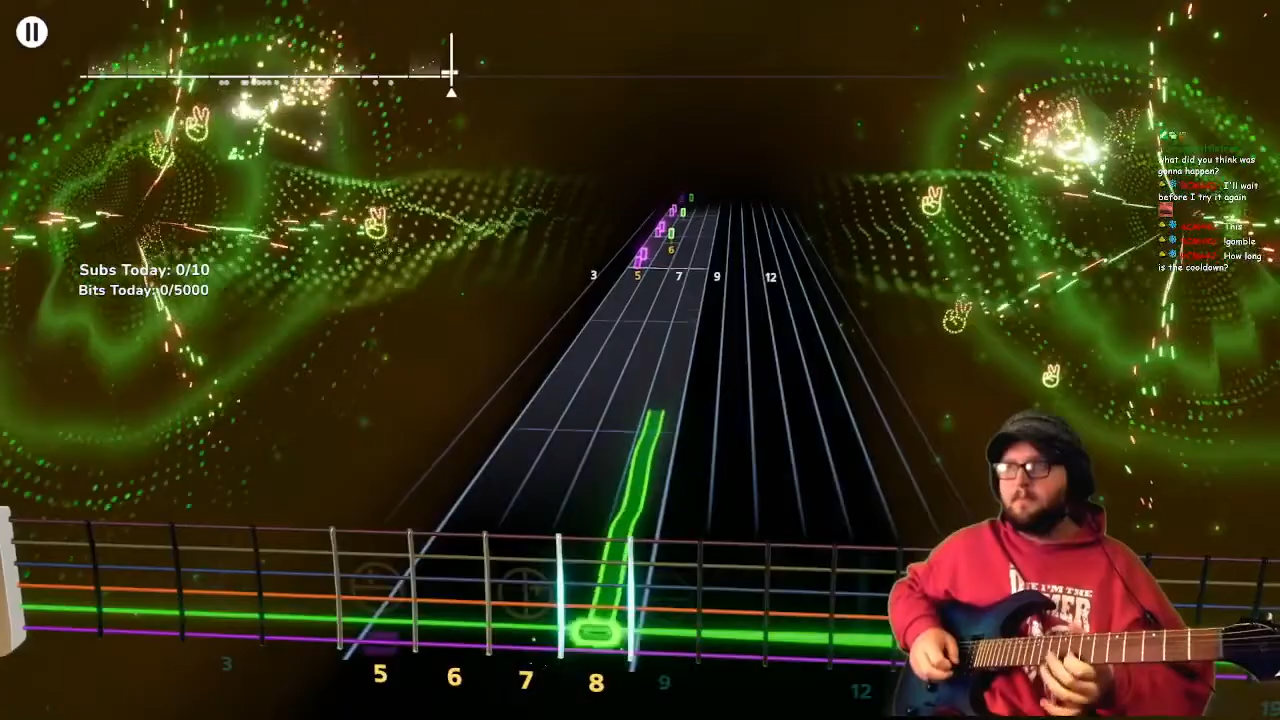 What did you think was
gonna happen?
I'll wait
before I try it again
This
!gamble
How long
is the cooldown?
Subs Today: 0/10
Bits Today: 0/5000
6
3 5 7 9 12
I'M THE
3 5 6 7 8 9 12